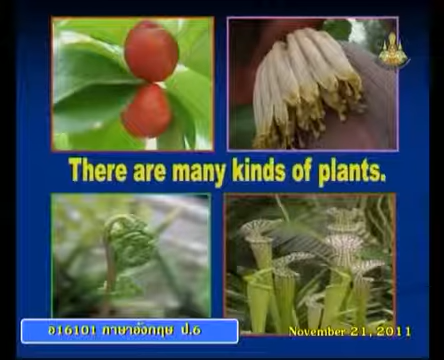 There are many kinds of plants.
อ16101 ภาษาอังกฤษ ป.6
November 21, 2011